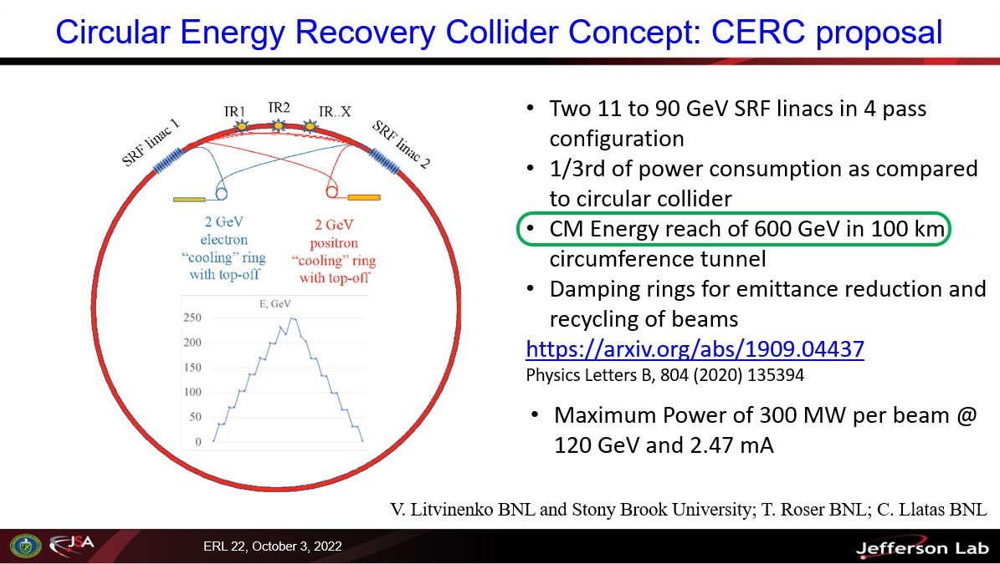 Circular Energy Recovery Collider Concept: CERC proposal
IR1
IR2
IR..X
SRF linac 1
SRF linac 2
2 GeV
electron
“cooling” ring
with top-off
2 GeV
positron
“cooling” ring
with top-off
E, GeV
250
200
150
100
50
0
• Two 11 to 90 GeV SRF linacs in 4 pass
configuration
• 1/3rd of power consumption as compared
to circular collider
• CM Energy reach of 600 GeV in 100 km
circumference tunnel
• Damping rings for emittance reduction and
recycling of beams
https://arxiv.org/abs/1909.04437
Physics Letters B, 804 (2020) 135394
• Maximum Power of 300 MW per beam @
120 GeV and 2.47 mA
V. Litvinenko BNL and Stony Brook University; T. Roser BNL; C. Llatas BNL
JSA
ERL 22, October 3, 2022
Jefferson Lab